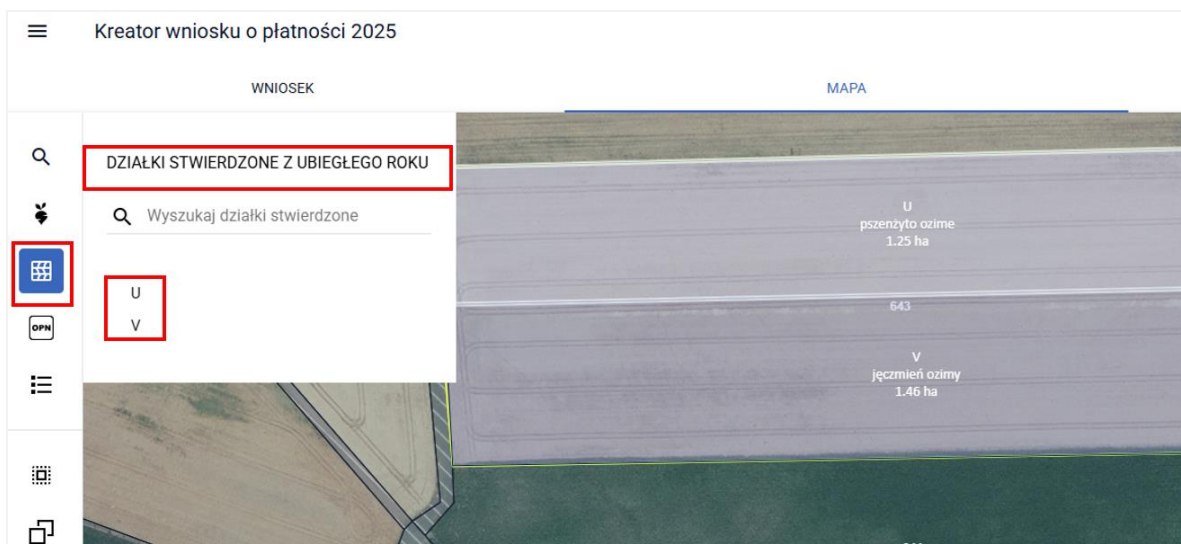 Kreator wniosku o płatności 2025
WNIOSEK
MAPA
DZIAŁKI STWIERDZONE Z UBIEGŁEGO ROKU
Wyszukaj działki stwierdzone
U
V
OPN
U
pszenżyto ozime
1.25 ha
643
V
jęczmień ozimy
1.46 ha